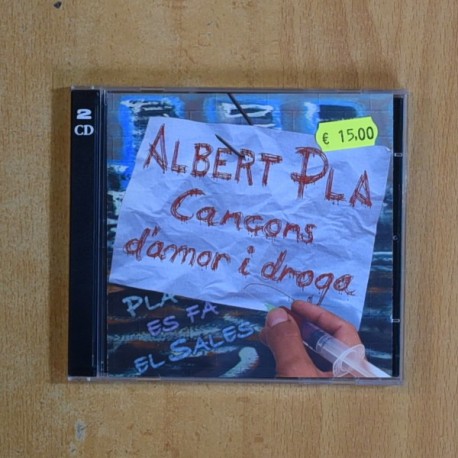 2
CD
€ 15,00
ALBERT PLA
Cançons
d'amor i droga
PLA
ES FA
EL SALES